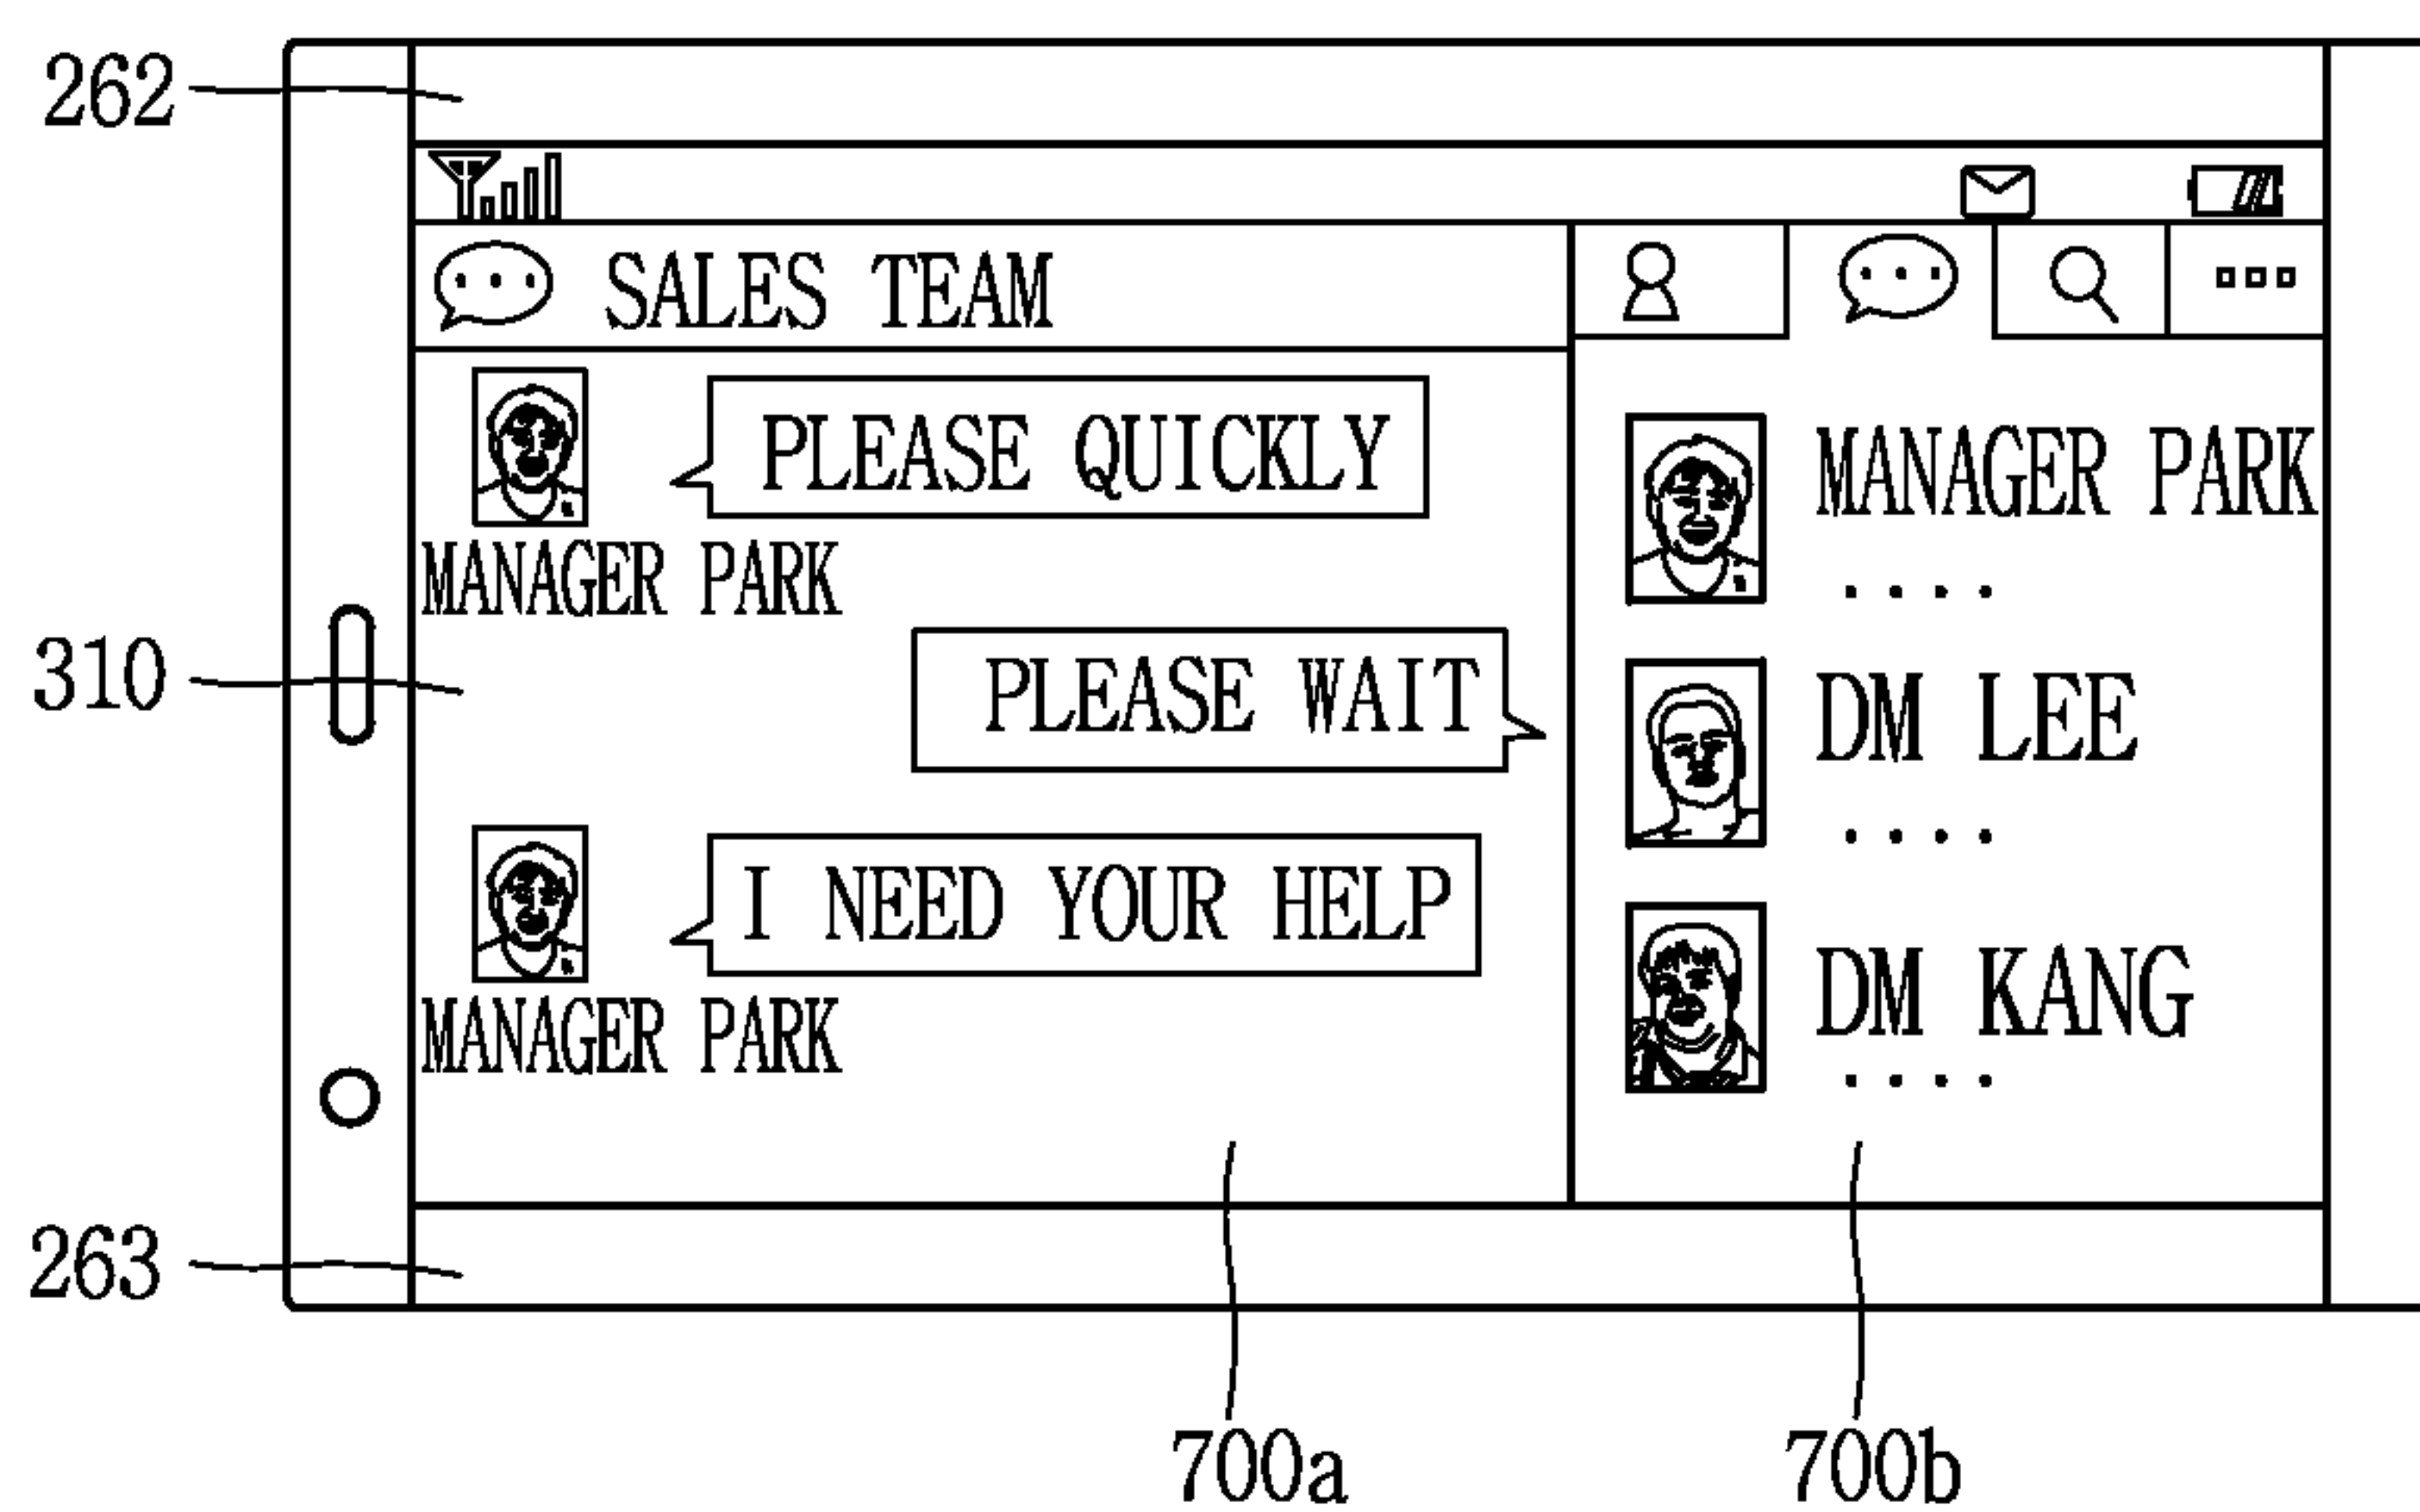 262
SALES TEAM
PLEASE QUICKLY
MANAGER PARK
310
PLEASE WAIT
I NEED YOUR HELP
MANAGER PARK
MANAGER PARK
....
DM LEE
....
DM KANG
....
263
700a
700b